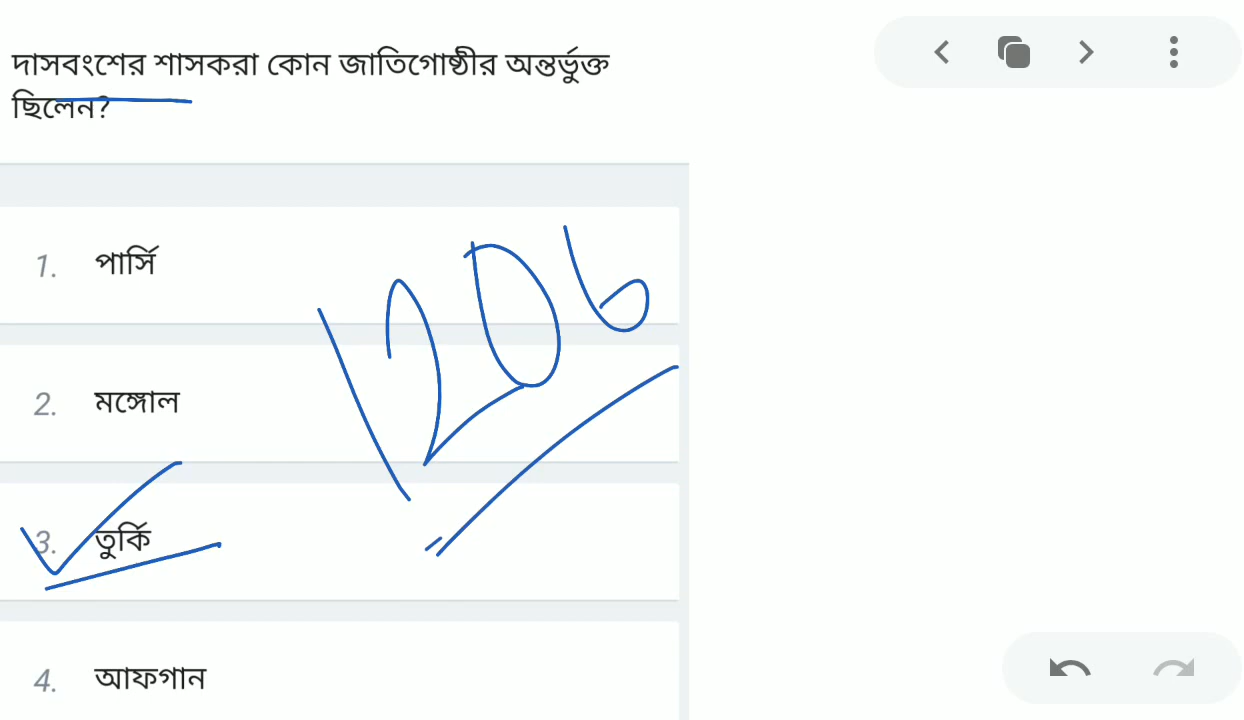 দাসবংশের শাসকরা কোন জাতিগোষ্ঠীর অন্তর্ভুক্ত
ছিলেন?
1. পার্সি
1206
2. মঙ্গোল
3. তুর্কি
4. আফগান